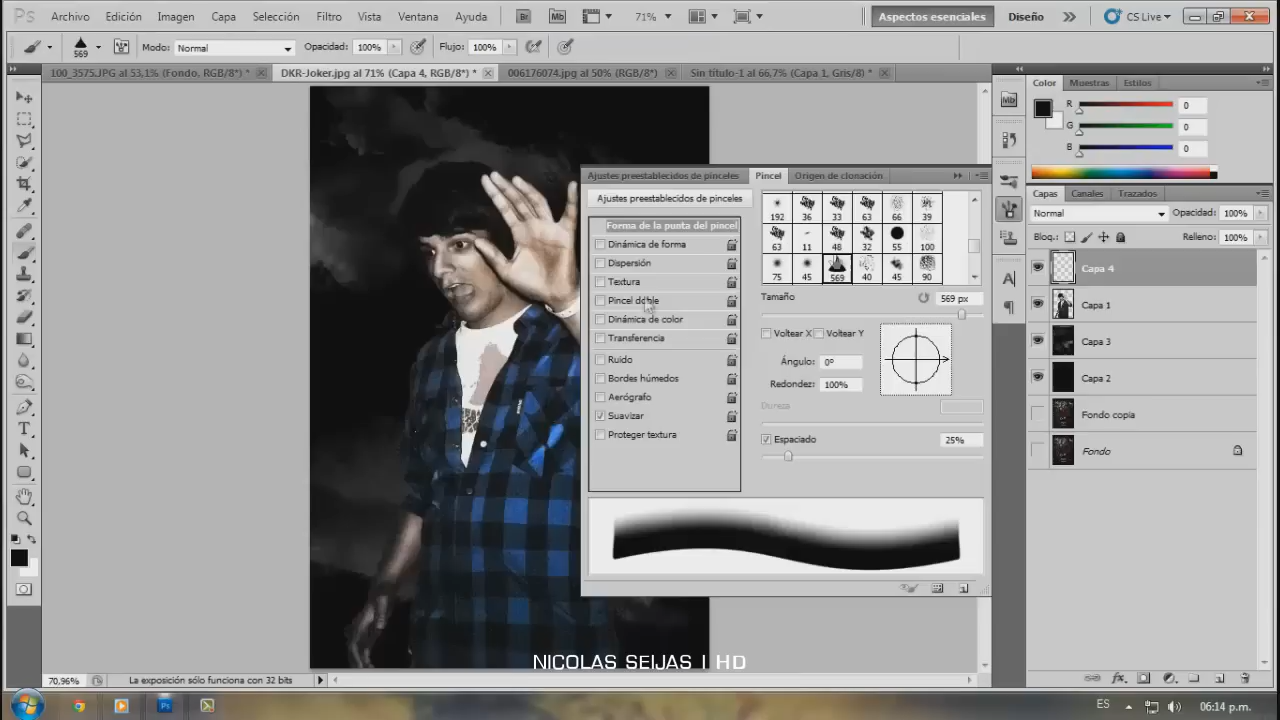 Ps Archivo Edición Imagen Capa Selección Filtro Vista Ventana Ayuda Br Mb 71% Aspectos esenciales Diseño CS Live
569 Modo: Normal Opacidad: 100% Flujo: 100%
100_3575.JPG al 53,1% (Fondo, RGB/8*) * DKR-Joker.jpg al 71% (Capa 4, RGB/8*) * 006176074.jpg al 50% (RGB/8*) Sin título-1 al 66,7% (Capa 1, Gris/8) *
Color Muestras Estilos
R 0
G 0
B 0
Ajustes preestablecidos de pinceles Pincel Origen de clonación
Ajustes preestablecidos de pinceles
Forma de la punta del pincel
Dinámica de forma
Dispersión
Textura
Pincel doble
Dinámica de color
Transferencia
Ruido
Bordes húmedos
Aerógrafo
Suavizar
Proteger textura
192 36 33 63 66 39
63 11 48 32 55 100
75 45 569 40 45 90
Tamaño 569 px
Voltear X Voltear Y
Ángulo: 0º
Redondez: 100%
Dureza
Espaciado 25%
Capas Canales Trazados
Normal Opacidad: 100%
Bloq.: Relleno: 100%
Capa 4
Capa 1
Capa 3
Capa 2
Fondo copia
Fondo
NICOLAS SEIJAS | HD
70,96% La exposición sólo funciona con 32 bits
ES 06:14 p.m.